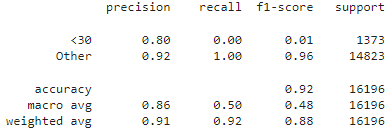 precision recall f1-score support
<30 0.80 0.00 0.01 1373
Other 0.92 1.00 0.96 14823
accuracy 0.92 16196
macro avg 0.86 0.50 0.48 16196
weighted avg 0.91 0.92 0.88 16196